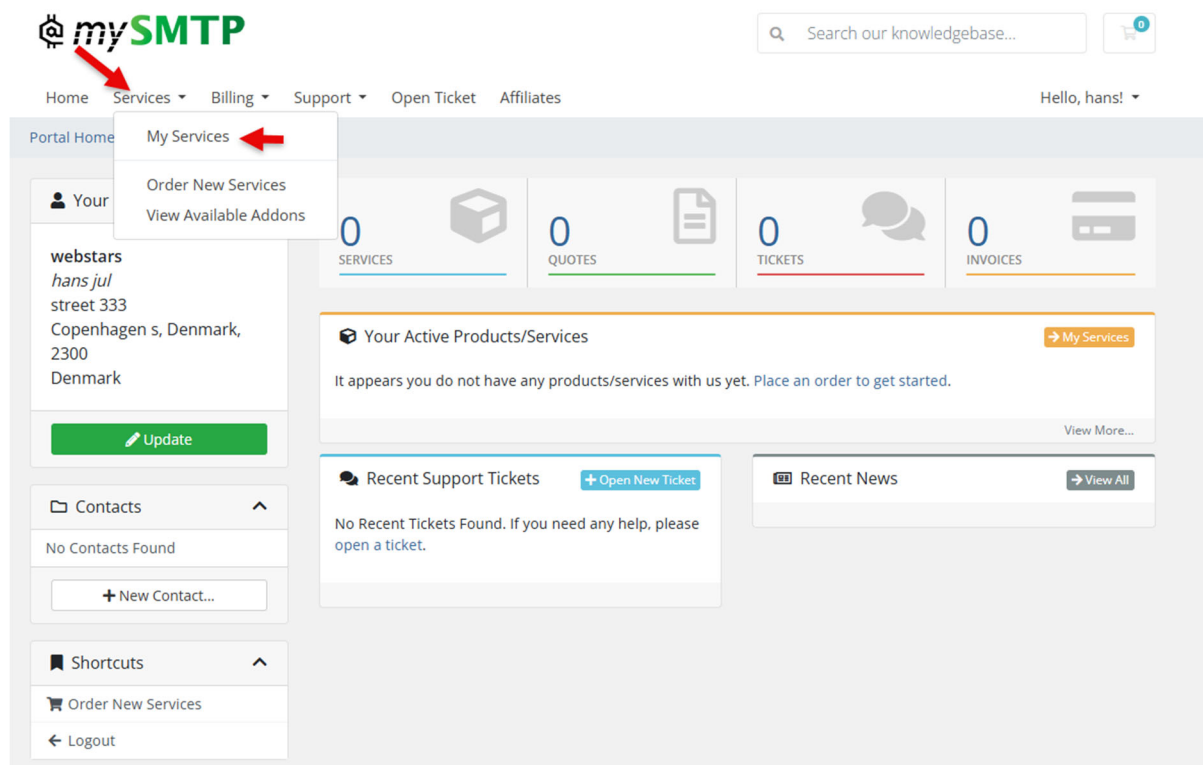 mySMTP
Search our knowledgebase...
0
Home Services Billing Support Open Ticket Affiliates
Hello, hans!
Portal Home
My Services
Order New Services
View Available Addons
Your
webstars
hans jul
street 333
Copenhagen s, Denmark,
2300
Denmark
Update
Contacts
No Contacts Found
New Contact...
Shortcuts
Order New Services
Logout
0
SERVICES
0
QUOTES
0
TICKETS
0
INVOICES
Your Active Products/Services
My Services
It appears you do not have any products/services with us yet. Place an order to get started.
View More...
Recent Support Tickets
Open New Ticket
No Recent Tickets Found. If you need any help, please
open a ticket.
Recent News
View All